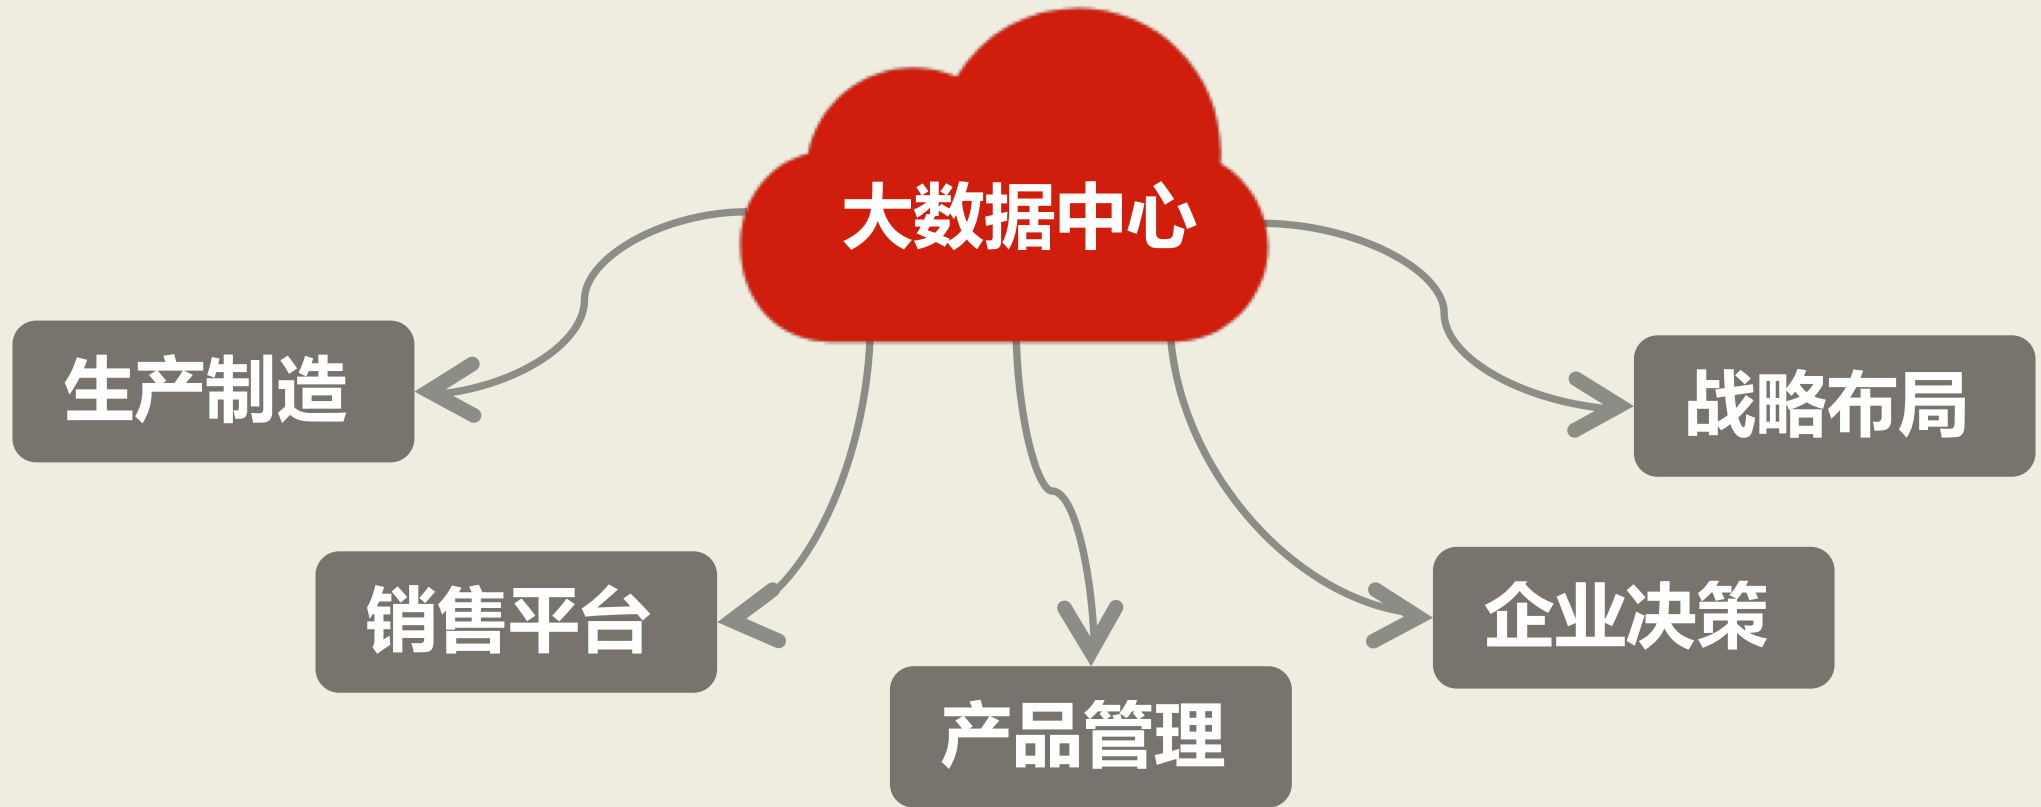 大数据中心
生产制造
战略布局
销售平台
企业决策
产品管理